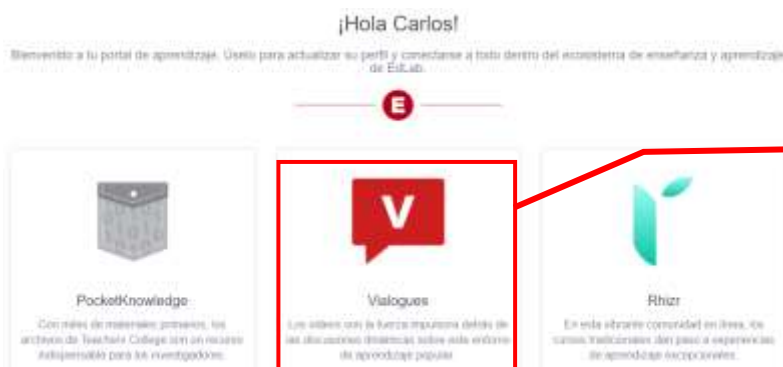 ¡Hola Carlos!
Bienvenido a tu portal de aprendizaje. Úselo para actualizar su perfil y conectarse a todo dentro del ecosistema de enseñanza y aprendizaje
de EdLab.
E
V
PocketKnowledge
Vialogues
Rhizr
Con miles de materiales primarios, los
archivos de Teachers College son un recurso
indispensable para los investigadores.
Los videos son la fuerza impulsora detrás de
las discusiones dinámicas sobre este entorno
de aprendizaje popular
En esta vibrante comunidad en línea, los
cursos tradicionales dan paso a experiencias
de aprendizaje excepcionales.